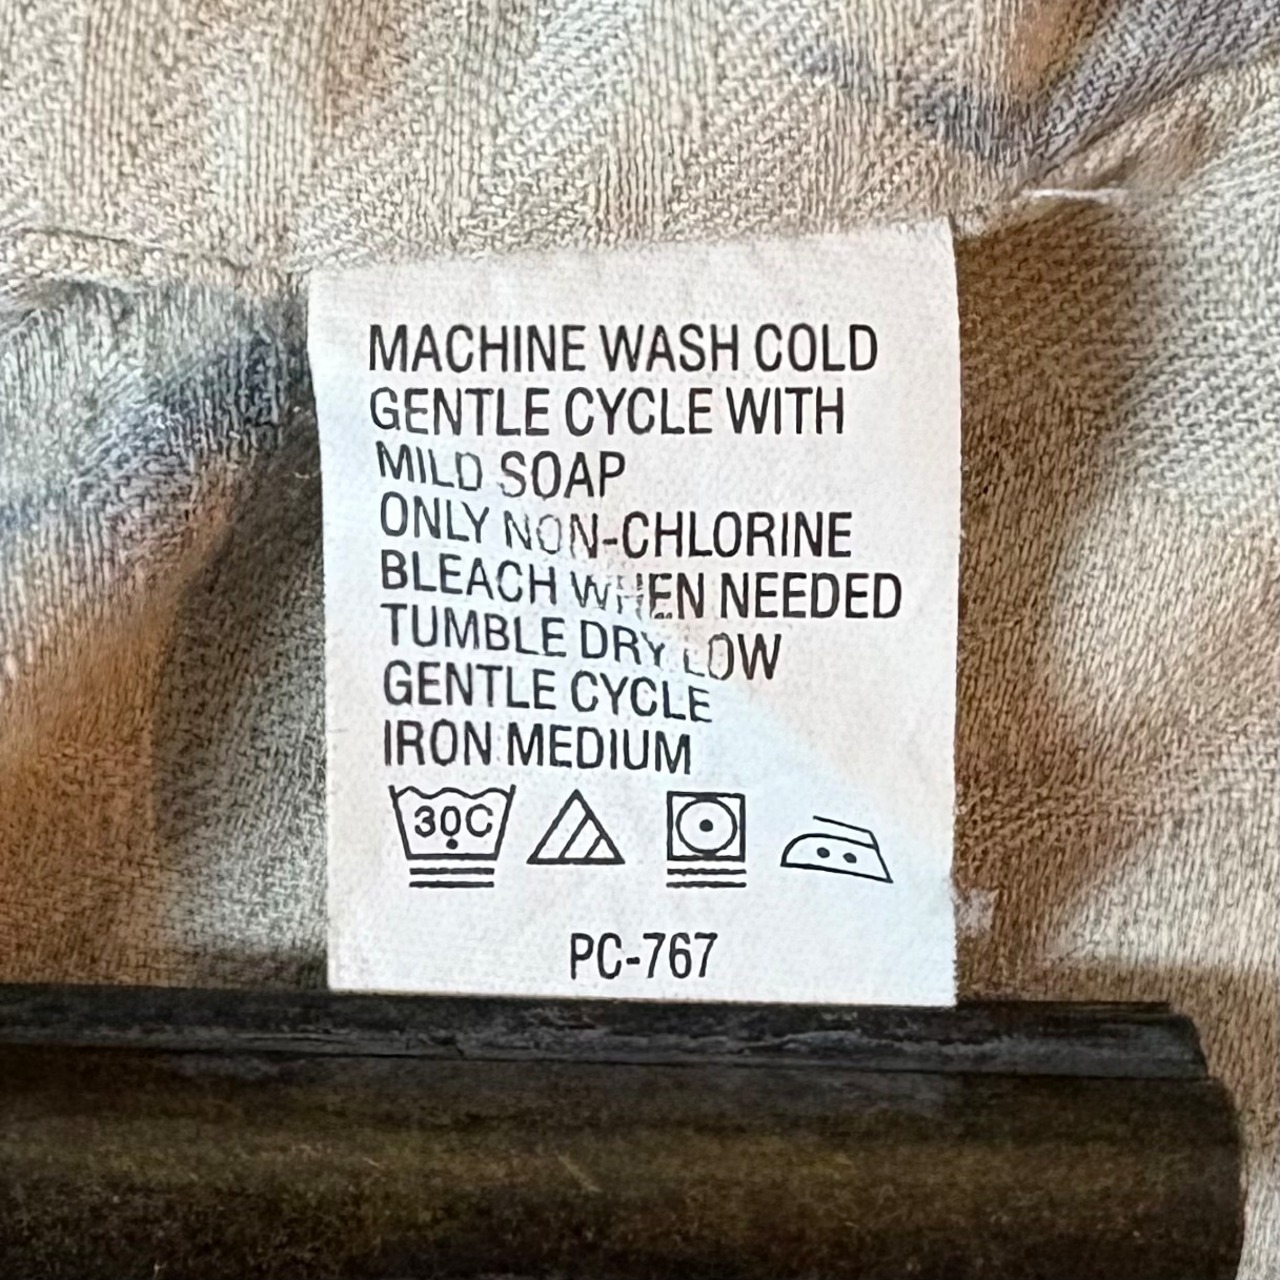 MACHINE WASH COLD
GENTLE CYCLE WITH
MILD SOAP
ONLY NON-CHLORINE
BLEACH WHEN NEEDED
TUMBLE DRY LOW
GENTLE CYCLE
IRON MEDIUM
30C
PC-767